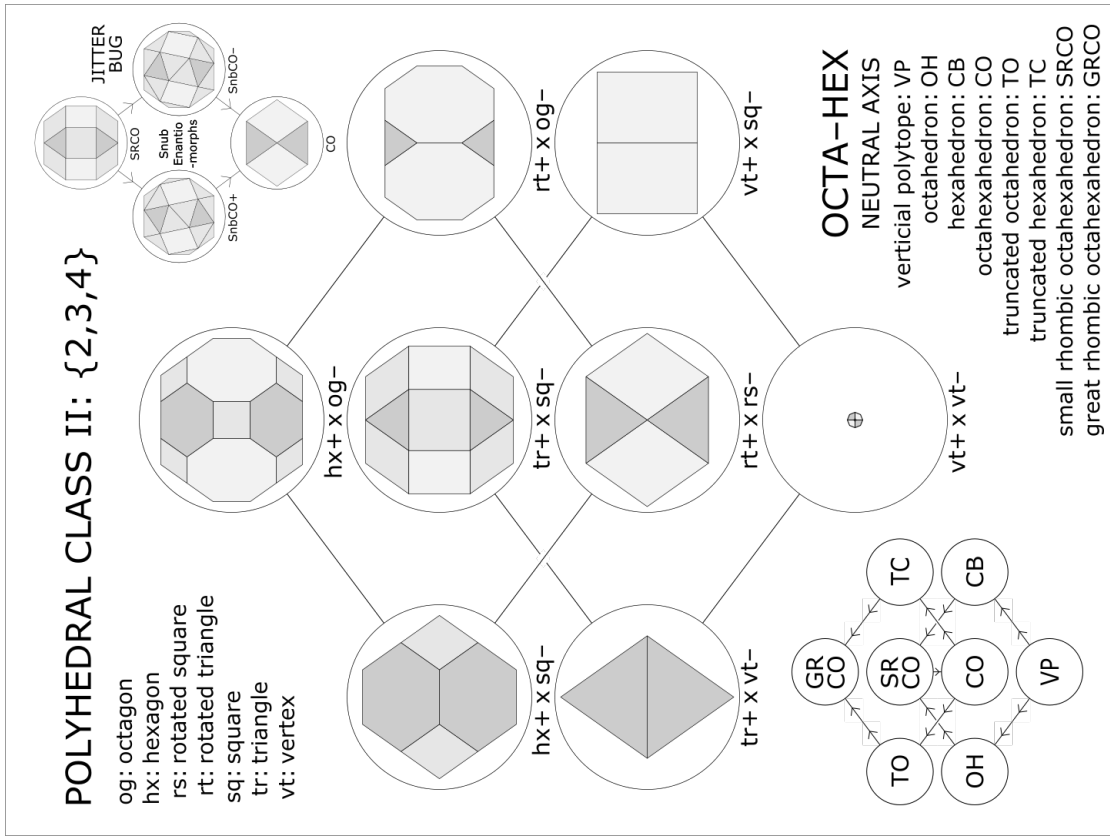 POLYHEDRAL CLASS II: {2,3,4}
og: octagon
hx: hexagon
rs: rotated square
rt: rotated triangle
sq: square
tr: triangle
vt: vertex
JITTER
BUG
SRCO
SnbCO+
Snub
Enantio
-morphs
SnbCO−
CO
hx+ x og−
hx+ x sq−
tr+ x sq−
rt+ x og−
tr+ x vt−
rt+ x rs−
vt+ x sq−
vt+ x vt−
GR
CO
TO
SR
CO
TC
OH
CO
CB
VP
OCTA−HEX
NEUTRAL AXIS
verticial polytope: VP
octahedron: OH
hexahedron: CB
octahexahedron: CO
truncated octahedron: TO
truncated hexahedron: TC
small rhombic octahexahedron: SRCO
great rhombic octahexahedron: GRCO